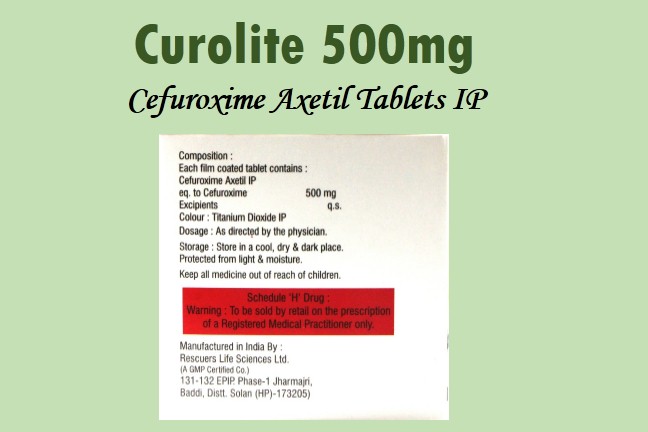 Curolite 500mg
Cefuroxime Axetil Tablets IP
Composition :
Each film coated tablet contains :
Cefuroxime Axetil IP
eq. to Cefuroxime 500 mg
Excipients q.s.
Colour : Titanium Dioxide IP
Dosage : As directed by the physician.
Storage : Store in a cool, dry & dark place.
Protected from light & moisture.
Keep all medicine out of reach of children.
Schedule 'H' Drug :
Warning : To be sold by retail on the prescription
of a Registered Medical Practitioner only.
Manufactured in India By :
Rescuers Life Sciences Ltd.
(A GMP Certified Co.)
131-132 EPIP. Phase-1 Jharmajri,
Baddi, Distt. Solan (HP)-173205)